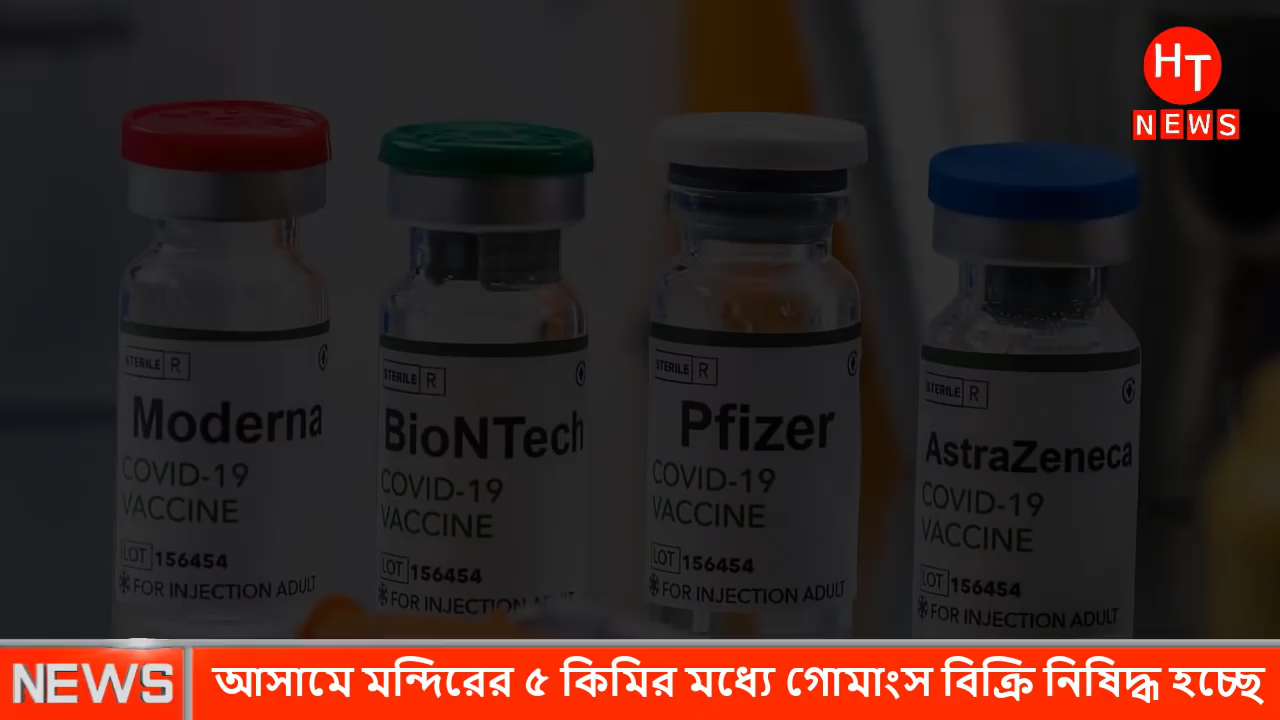 HT
NEWS
STERILE R
Moderna
COVID-19
VACCINE
LOT 156454
FOR INJECTION ADULT
STERILE R
BioNTech
COVID-19
VACCINE
LOT 156454
FOR INJECTION ADULT
STERILE R
Pfizer
COVID-19
VACCINE
LOT 156454
FOR INJECTION ADULT
STERILE R
AstraZeneca
COVID-19
VACCINE
LOT 156454
FOR INJECTION ADULT
NEWS আসামে মন্দিরের ৫ কিমির মধ্যে গোমাংস বিক্রি নিষিদ্ধ হচ্ছে